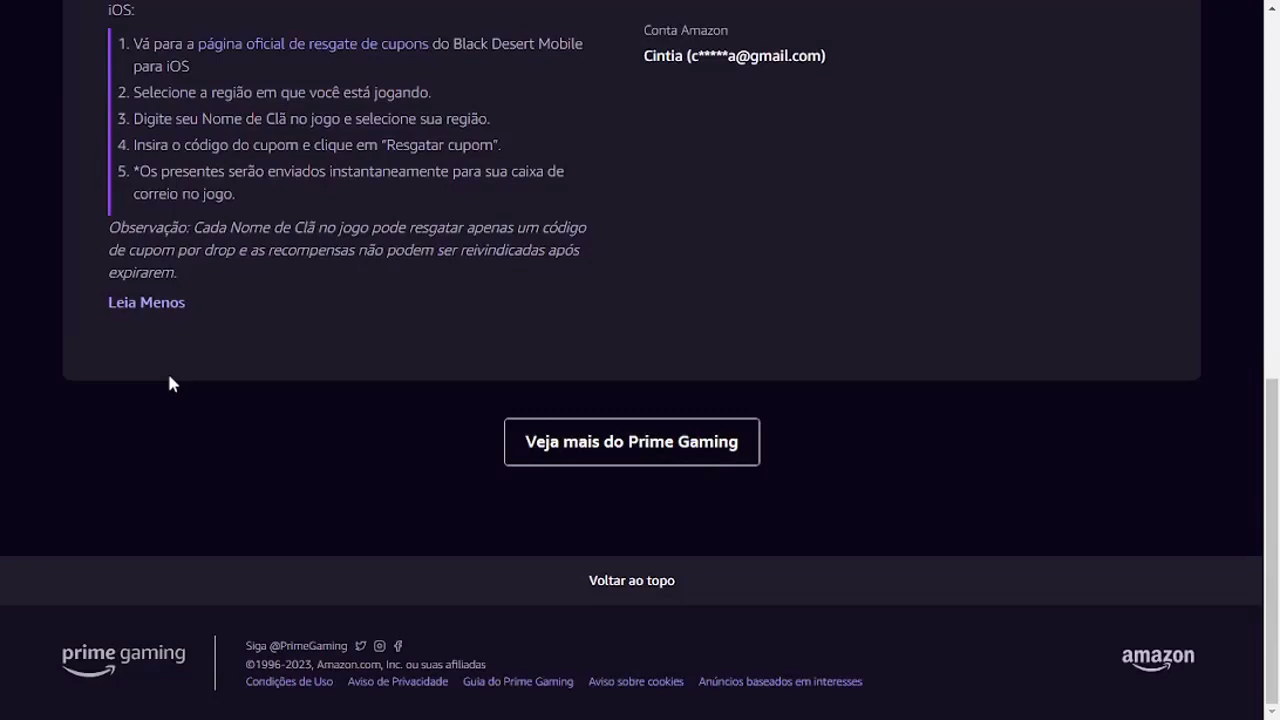 iOS:
1. Vá para a página oficial de resgate de cupons do Black Desert Mobile
para iOS
2. Selecione a região em que você está jogando.
3. Digite seu Nome de Clã no jogo e selecione sua região.
4. Insira o código do cupom e clique em "Resgatar cupom".
5. *Os presentes serão enviados instantaneamente para sua caixa de
correio no jogo.
Observação: Cada Nome de Clã no jogo pode resgatar apenas um código
de cupom por drop e as recompensas não podem ser reivindicadas após
expirarem.
Leia Menos
Conta Amazon
Cintia (c*****a@gmail.com)
Veja mais do Prime Gaming
Voltar ao topo
prime gaming
Siga @PrimeGaming
©1996-2023, Amazon.com, Inc. ou suas afiliadas
Condições de Uso Aviso de Privacidade Guia do Prime Gaming Aviso sobre cookies Anúncios baseados em interesses
amazon